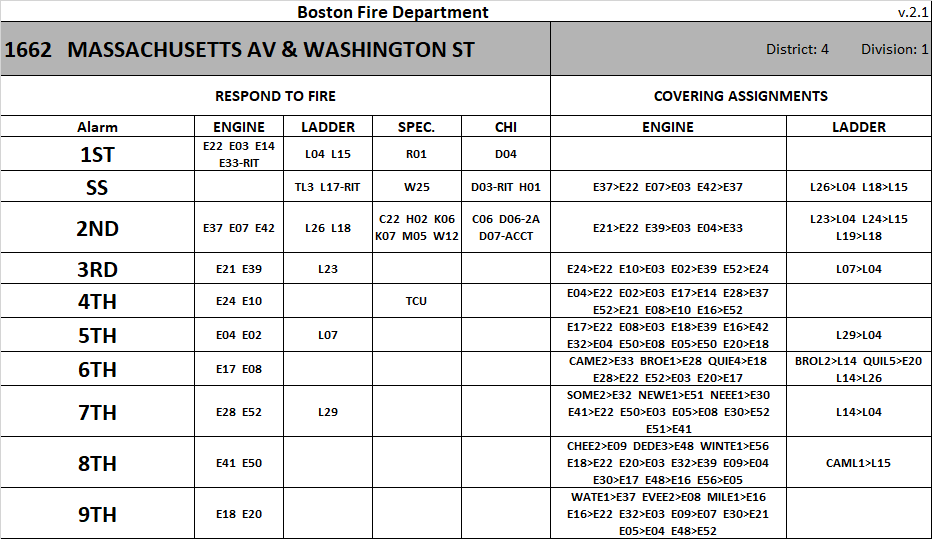 Boston Fire Department v.2.1
1662 MASSACHUSETTS AV & WASHINGTON ST District: 4 Division: 1
RESPOND TO FIRE COVERING ASSIGNMENTS
Alarm ENGINE LADDER SPEC. CHI ENGINE LADDER
1ST
E22 E03 E14
E33-RIT
L04 L15
R01
D04
SS
TL3 L17-RIT
W25
D03-RIT H01
E37>E22 E07>E03 E42>E37
L26>L04 L18>L15
2ND
E37 E07 E42
L26 L18
C22 H02 K06
K07 M05 W12
C06 D06-2A
D07-ACCT
E21>E22 E39>E03 E04>E33
L23>L04 L24>L15
L19>L18
3RD
E21 E39
L23
E24>E22 E10>E03 E02>E39 E52>E24
L07>L04
4TH
E24 E10
TCU
E04>E22 E02>E03 E17>E14 E28>E37
E52>E21 E08>E10 E16>E52
5TH
E04 E02
L07
E17>E22 E08>E03 E18>E39 E16>E42
E32>E04 E50>E08 E05>E50 E20>E18
L29>L04
6TH
E17 E08
CAME2>E33 BROE1>E28 QUIE4>E18
E28>E22 E52>E03 E20>E17
BROL2>L14 QUIL5>E20
L14>L26
7TH
E28 E52
L29
SOME2>E32 NEWE1>E51 NEEE1>E30
E41>E22 E50>E03 E05>E08 E30>E52
E51>E41
L14>L04
8TH
E41 E50
CHEE2>E09 DEDE3>E48 WINTE1>E56
E18>E22 E20>E03 E32>E39 E09>E04
E30>E17 E48>E16 E56>E05
CAML1>L15
9TH
E18 E20
WATE1>E37 EVEE2>E08 MILE1>E16
E16>E22 E32>E03 E09>E07 E30>E21
E05>E04 E48>E52